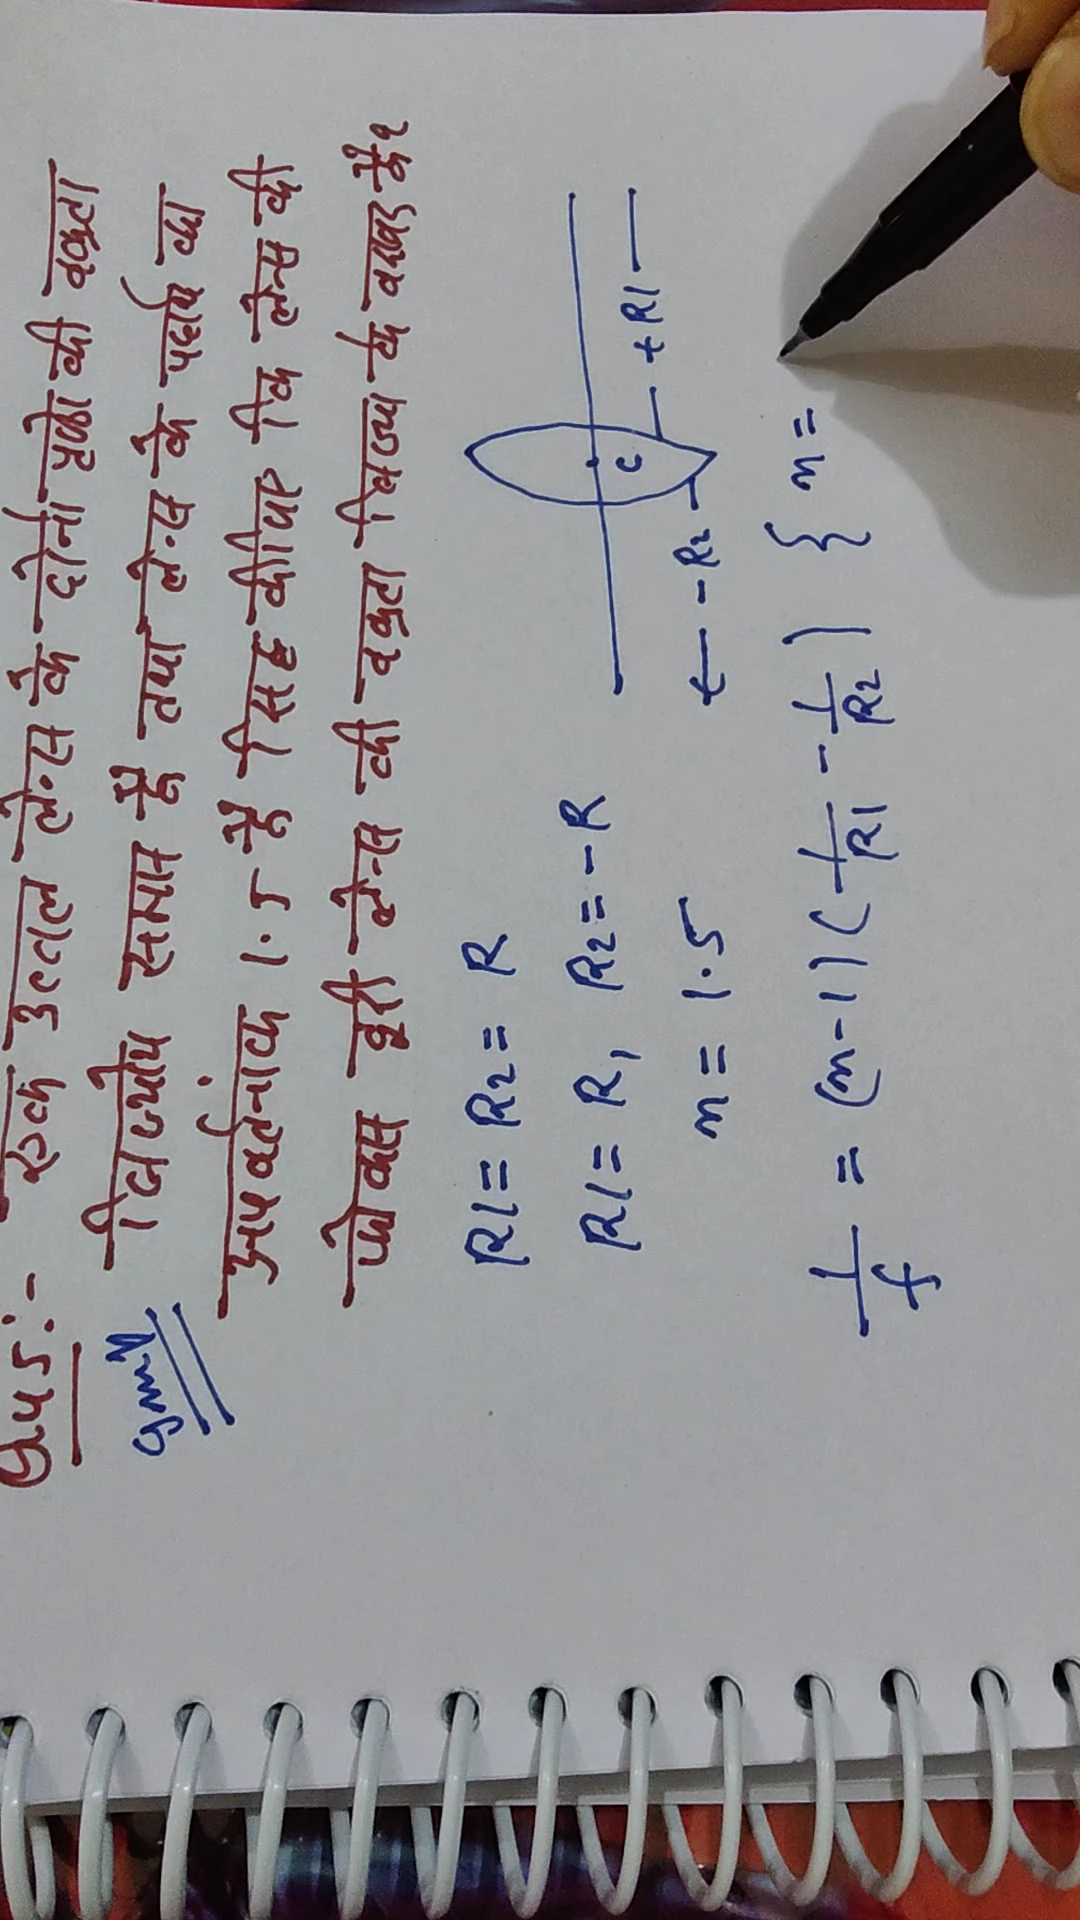 प्रप5:- एक उत्तल लेन्स के दोनों पृष्ठो की वक्रता
त्रिज्याेंय समान है तथा लेन्स के पदार्थ का
अपवर्तनांक 1.5 है सिद्ध कीजिए कि लेन्स की
फोकस दूरी लेन्स की वक्रता त्रिज्य के बराबर है?
R1 = R2 = R
R1 = R, R2 = -R
n = 1.5
C
+R1
← -R2
1/f = (n-1) (1/R1 - 1/R2) { n =